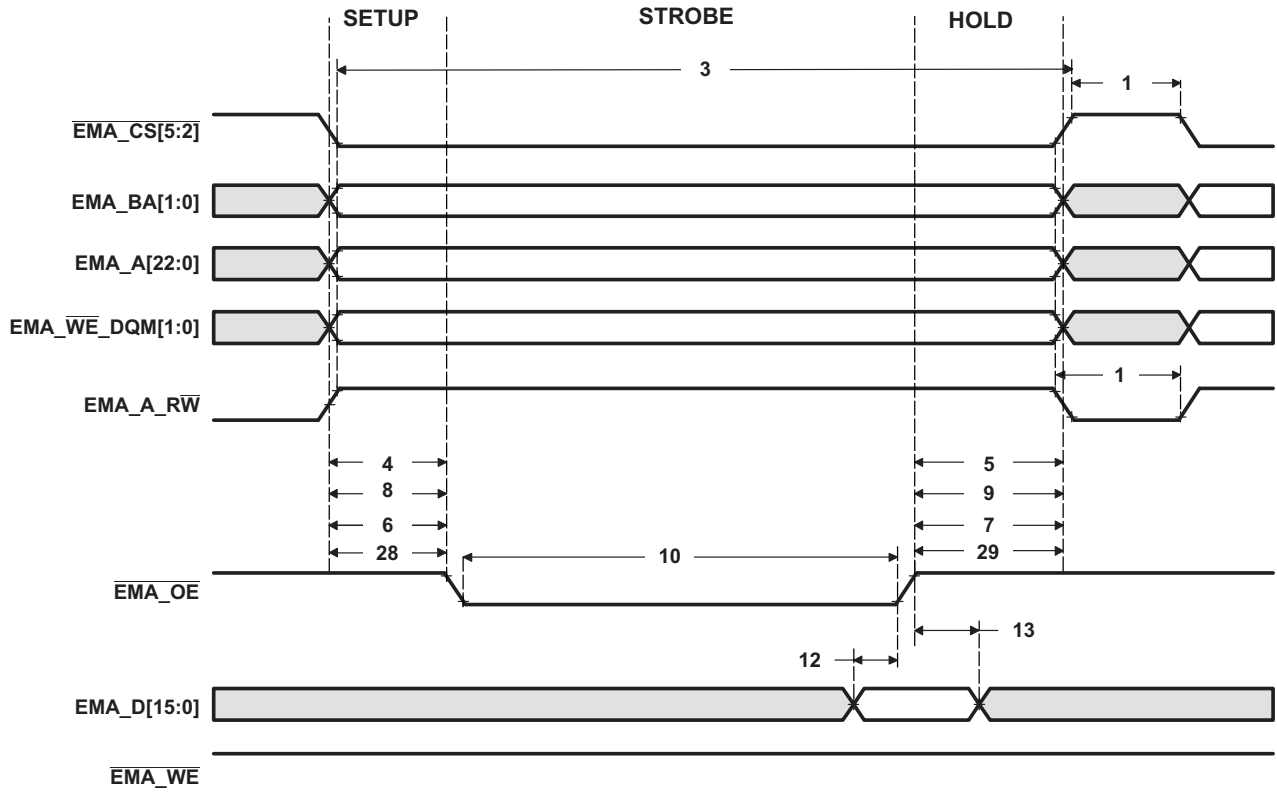 SETUP STROBE HOLD
3
1
EMA_CS[5:2]
EMA_BA[1:0]
EMA_A[22:0]
EMA_WE_DQM[1:0]
1
EMA_A_RW
4 5
8 9
6 7
28 10 29
EMA_OE
13
12
EMA_D[15:0]
EMA_WE